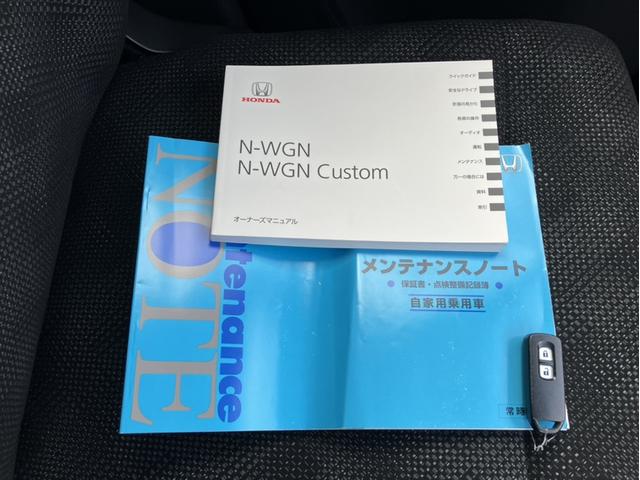 HONDA
N-WGN
N-WGN Custom
オーナーズマニュアル
クイックガイド
安全なドライブ
計器の見かた
各部の操作
オーディオ
運転
メンテナンス
万一の場合には
資料
索引
NOTE
ntenance
メンテナンスノート
保証書・点検整備記録簿
自家用乗用車
常時